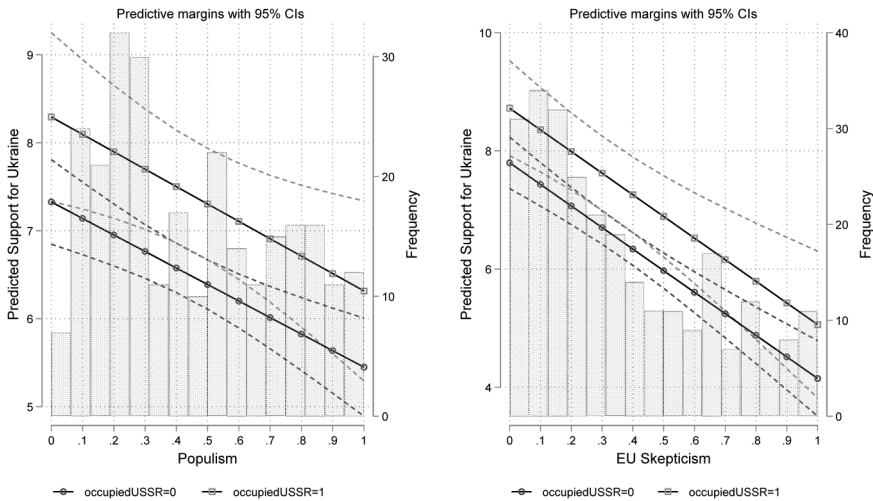 Predictive margins with 95% CIs
9
8
7
6
5
Predicted Support for Ukraine
30
20
10
0
Frequency
0 .1 .2 .3 .4 .5 .6 .7 .8 .9 1
Populism
occupiedUSSR=0 occupiedUSSR=1
Predictive margins with 95% CIs
10
8
6
4
Predicted Support for Ukraine
40
30
20
10
0
Frequency
0 .1 .2 .3 .4 .5 .6 .7 .8 .9 1
EU Skepticism
occupiedUSSR=0 occupiedUSSR=1